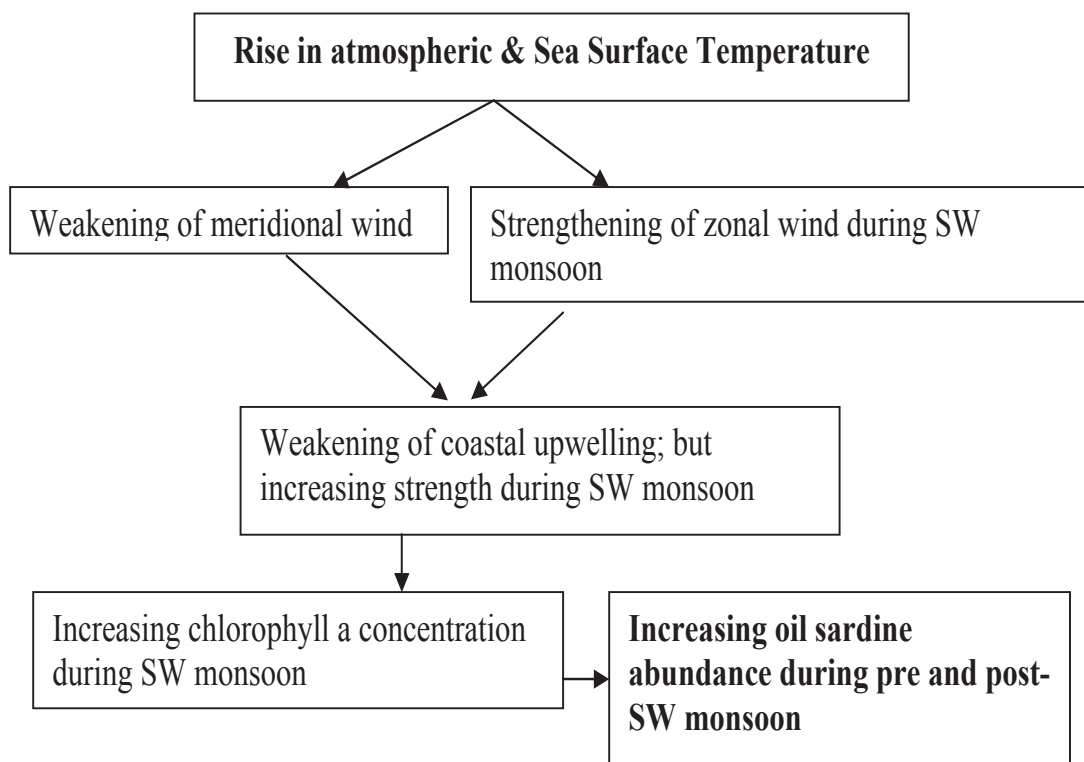 Rise in atmospheric & Sea Surface Temperature
Weakening of meridional wind
Strengthening of zonal wind during SW
monsoon
Weakening of coastal upwelling; but
increasing strength during SW monsoon
Increasing chlorophyll a concentration
during SW monsoon
Increasing oil sardine
abundance during pre and post-
SW monsoon